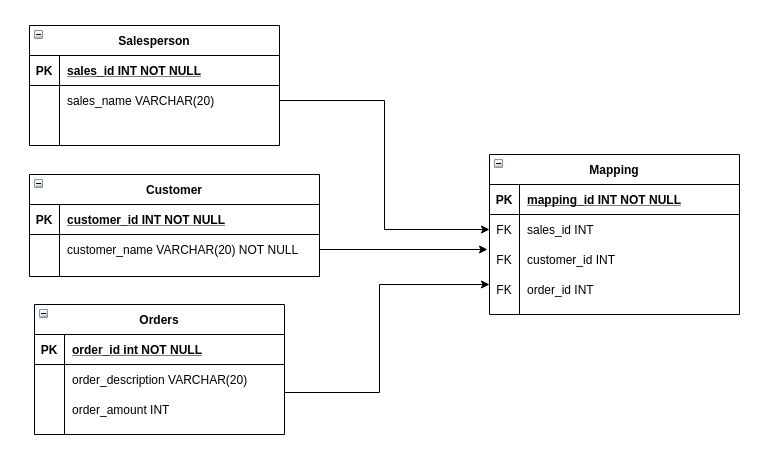 Salesperson
PK sales_id INT NOT NULL
sales_name VARCHAR(20)
Customer
PK customer_id INT NOT NULL
customer_name VARCHAR(20) NOT NULL
Orders
PK order_id int NOT NULL
order_description VARCHAR(20)
order_amount INT
Mapping
PK mapping_id INT NOT NULL
FK sales_id INT
FK customer_id INT
FK order_id INT